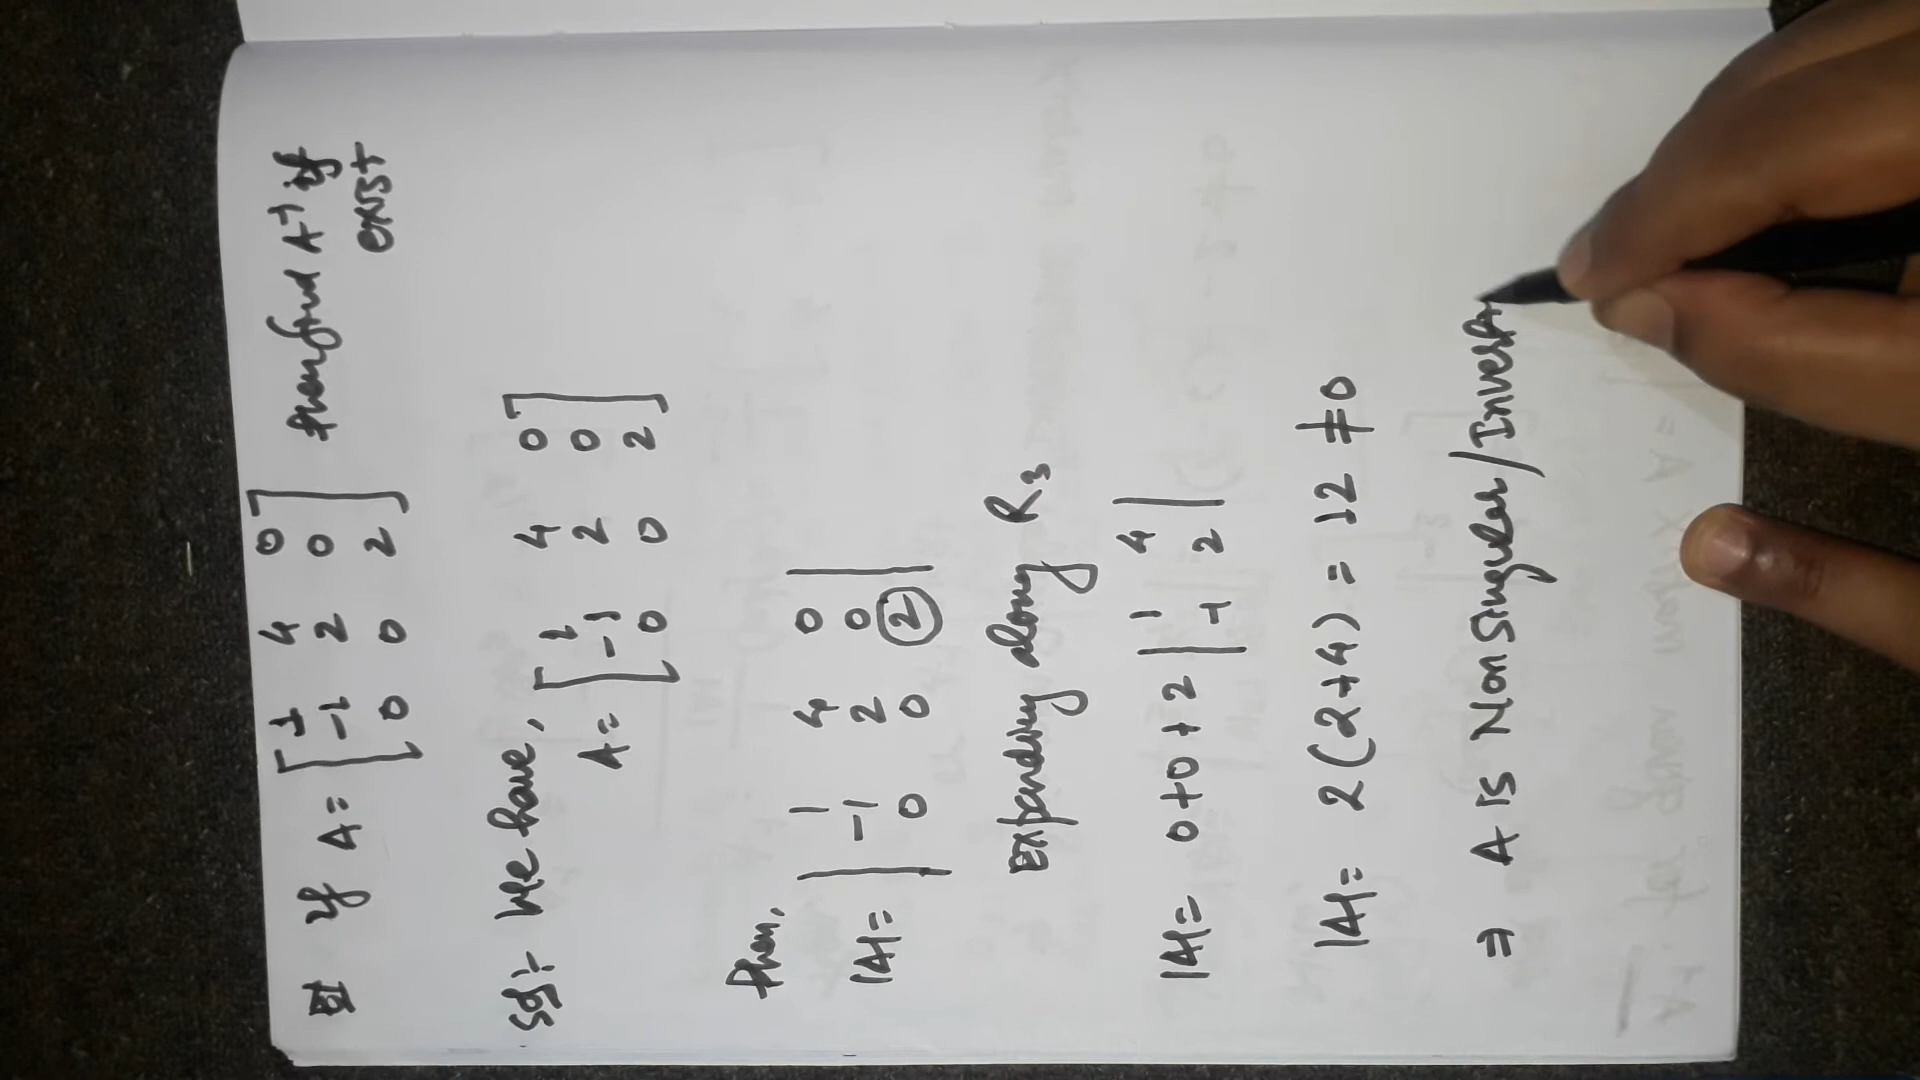 If A = [1 4 0 then find A⁻¹ if
-1 2 0 exist
0 0 2]
Sol:- We have,
A = [1 4 0
-1 2 0
0 0 2]
then,
|A| = |1 4 0
-1 2 0
0 0 2|
Expanding along R₃
|A| = 0+0+2 |1 4
-1 2|
|A| = 2(2+4) = 12 ≠ 0
⇒ A is Non Singular/Invert